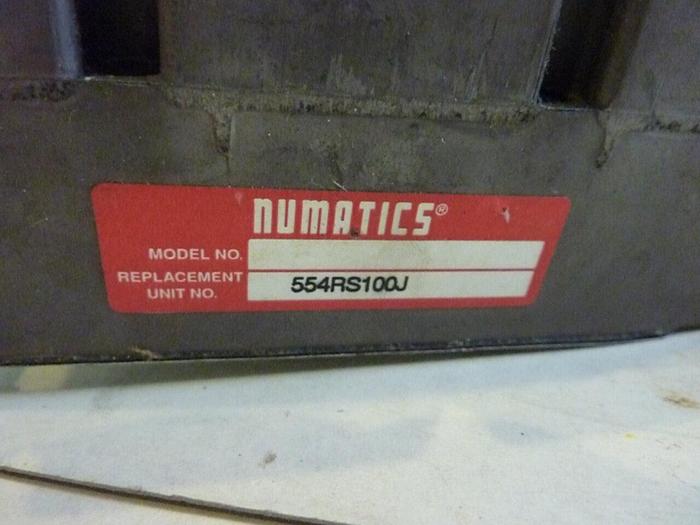 NUMATICS®
MODEL NO.
REPLACEMENT
UNIT NO.
554RS100J